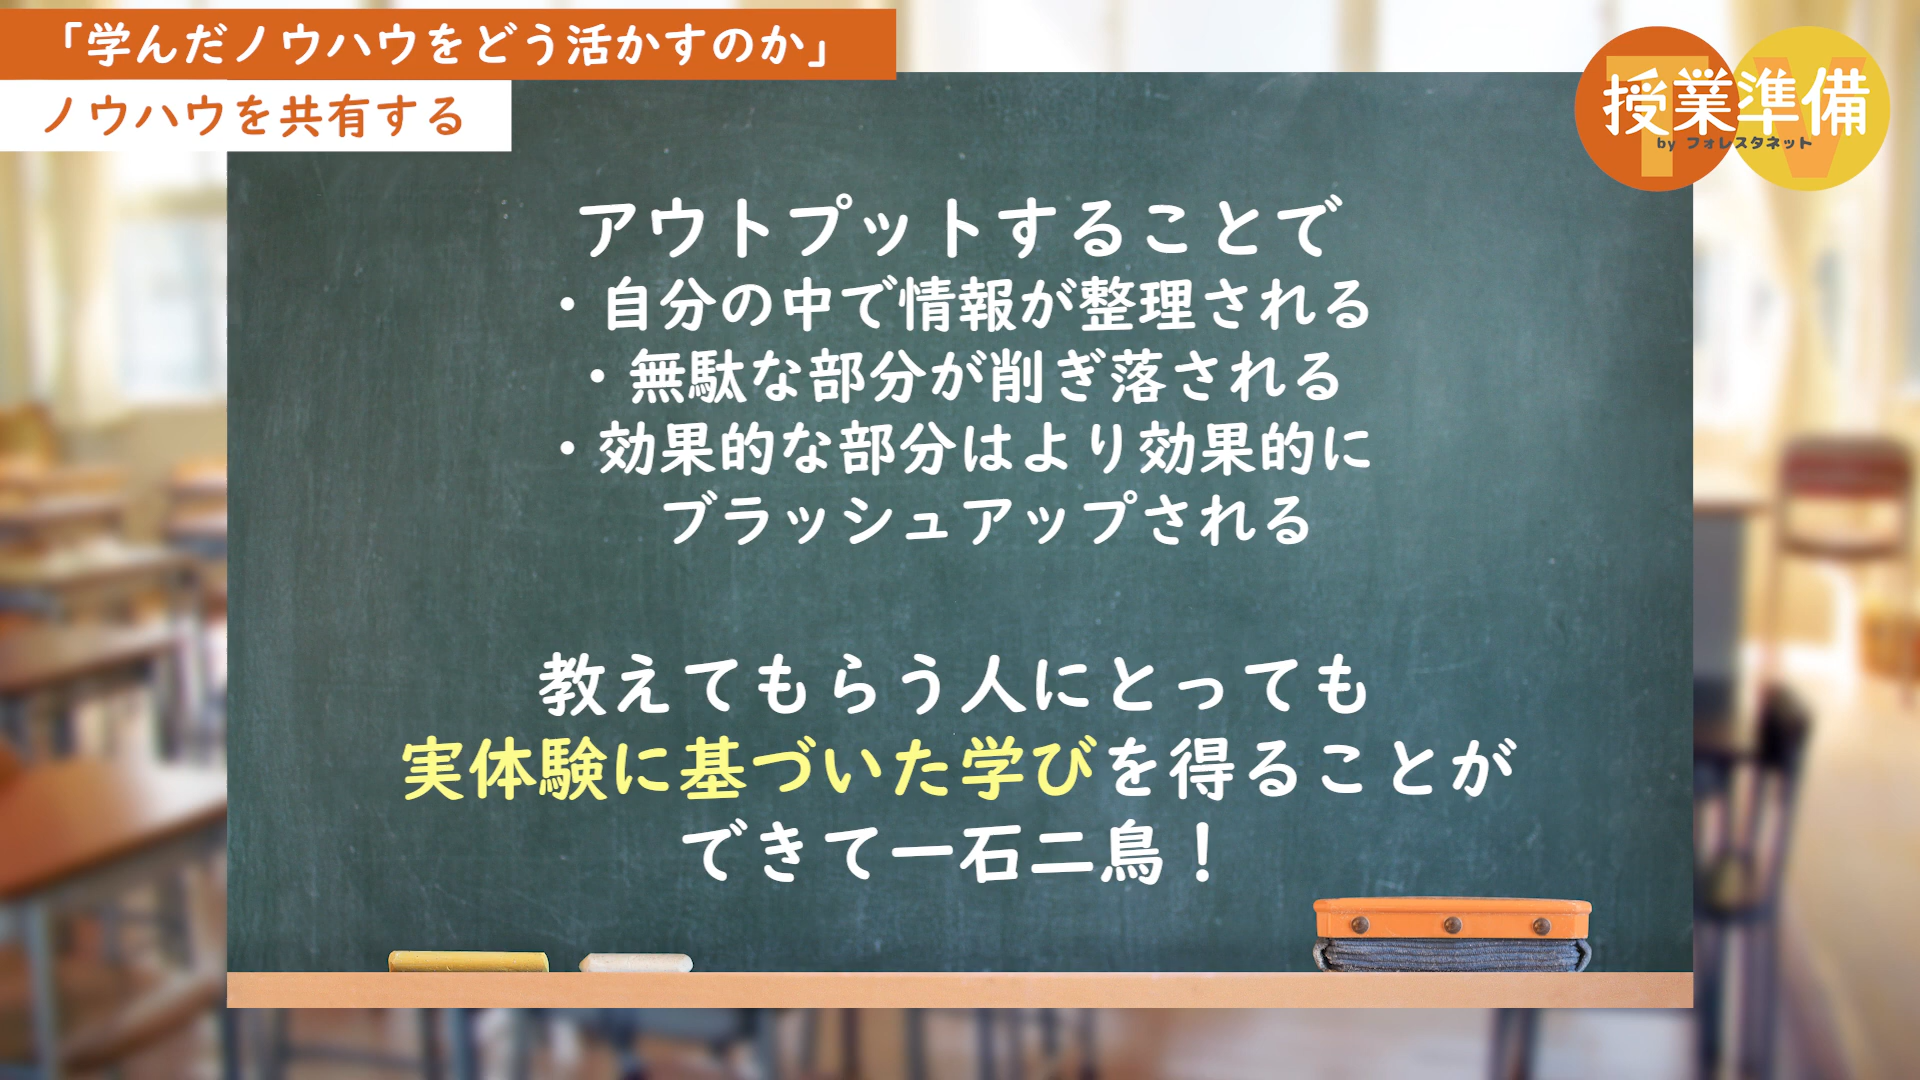 「学んだノウハウをどう活かすのか」
ノウハウを共有する
TV
授業準備
by フォレスタネット
アウトプットすることで
・自分の中で情報が整理される
・無駄な部分が削ぎ落される
・効果的な部分はより効果的に
ブラッシュアップされる
教えてもらう人にとっても
実体験に基づいた学びを得ることが
できて一石二鳥！